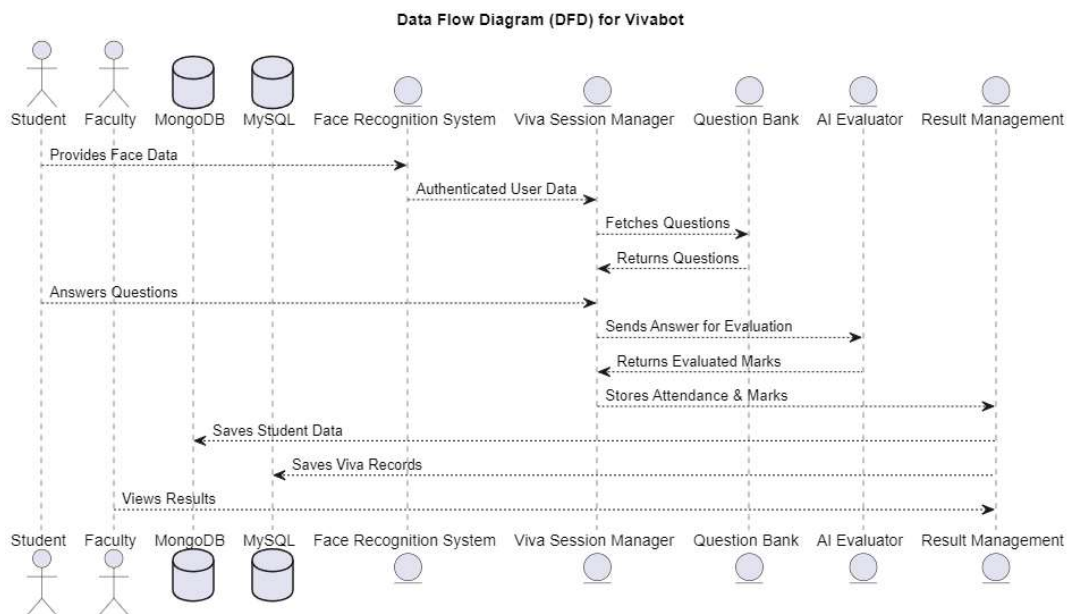 Data Flow Diagram (DFD) for Vivabot
Student Faculty MongoDB MySQL Face Recognition System Viva Session Manager Question Bank AI Evaluator Result Management
Provides Face Data
Authenticated User Data
Fetches Questions
Returns Questions
Answers Questions
Sends Answer for Evaluation
Returns Evaluated Marks
Stores Attendance & Marks
Saves Student Data
Saves Viva Records
Views Results
Student Faculty MongoDB MySQL Face Recognition System Viva Session Manager Question Bank AI Evaluator Result Management